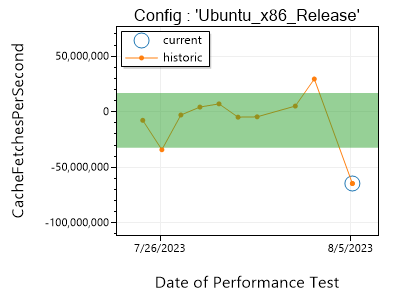 Config : 'Ubuntu_x86_Release'
current
historic
50,000,000
0
-50,000,000
-100,000,000
CacheFetchesPerSecond
7/26/2023
8/5/2023
Date of Performance Test